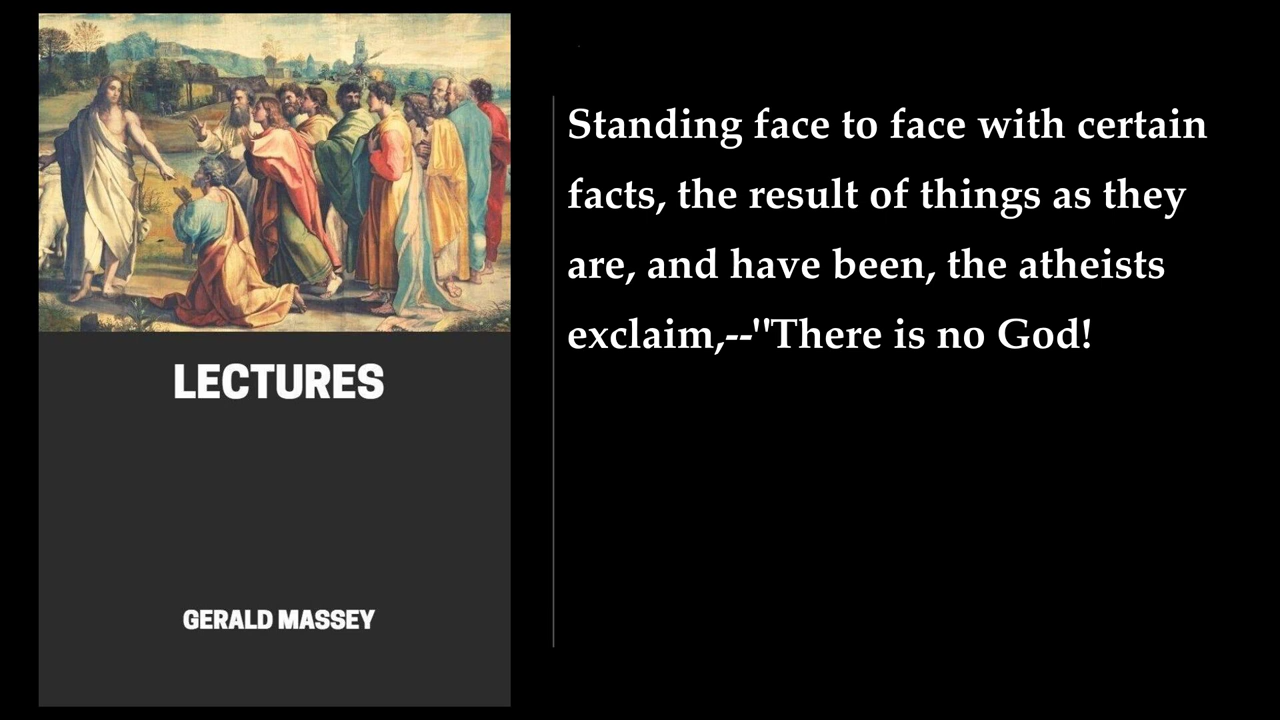 LECTURES
GERALD MASSEY
Standing face to face with certain
facts, the result of things as they
are, and have been, the atheists
exclaim,--"There is no God!